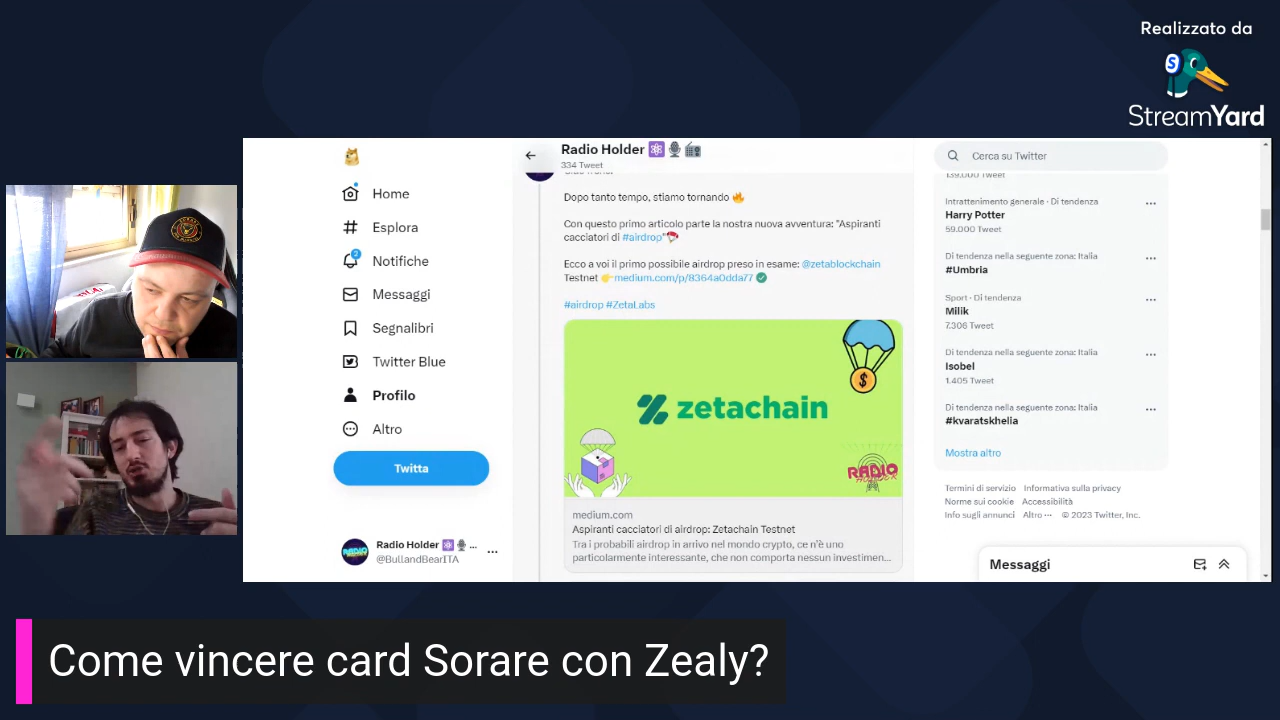 Realizzato da
StreamYard
Radio Holder
334 Tweet
Home
Esplora
Notifiche
2
Messaggi
Segnalibri
Twitter Blue
Profilo
Altro
Twitta
Radio Holder ...
@BullandBearITA
Dopo tanto tempo, stiamo tornando 🔥
Con questo primo articolo parte la nostra nuova avventura: "Aspiranti
cacciatori di #airdrop"
Ecco a voi il primo possibile airdrop preso in esame: @zetablockchain
Testnet 👉medium.com/p/8364a0dda77
#airdrop #ZetaLabs
zetachain
RADIO
medium.com
Aspiranti cacciatori di airdrop: Zetachain Testnet
Tra i probabili airdrop in arrivo nel mondo crypto, ce n'è uno
particolarmente interessante, che non comporta nessun investimen...
Cerca su Twitter
139.000 Tweet
Intrattenimento generale · Di tendenza
Harry Potter
59.000 Tweet
Di tendenza nella seguente zona: Italia
#Umbria
Sport · Di tendenza
Milik
7.306 Tweet
Di tendenza nella seguente zona: Italia
Isobel
1.405 Tweet
Di tendenza nella seguente zona: Italia
#kvaratskhelia
Mostra altro
Termini di servizio Informativa sulla privacy
Norme sui cookie Accessibilità
Info sugli annunci Altro ··· © 2023 Twitter, Inc.
Messaggi
Come vincere card Sorare con Zealy?